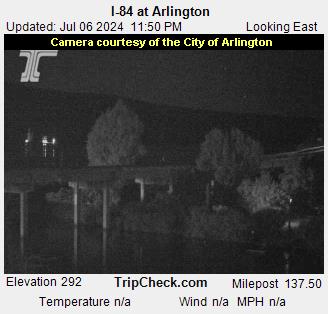 I-84 at Arlington
Updated: Jul 06 2024 11:50 PM Looking East
Camera courtesy of the City of Arlington
Elevation 292 TripCheck.com Milepost 137.50
Temperature n/a Wind n/a MPH n/a